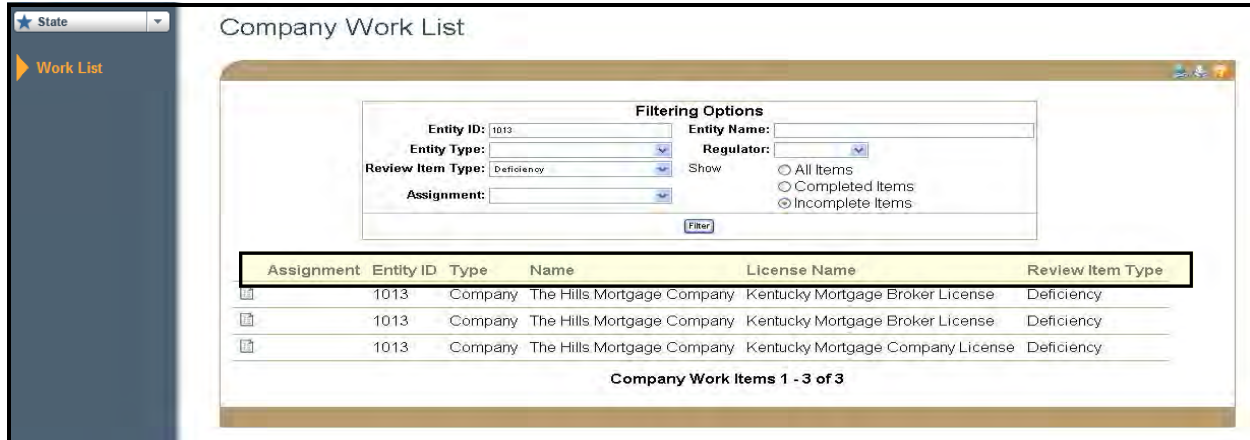 State
Company Work List
Work List
Filtering Options
Entity ID: 1013 Entity Name:
Entity Type: Regulator:
Review Item Type: Deficiency Show All Items
Completed Items
Assignment: Incomplete Items
Filter
Assignment Entity ID Type Name License Name Review Item Type
1013 Company The Hills Mortgage Company Kentucky Mortgage Broker License Deficiency
1013 Company The Hills Mortgage Company Kentucky Mortgage Broker License Deficiency
1013 Company The Hills Mortgage Company Kentucky Mortgage Company License Deficiency
Company Work Items 1 - 3 of 3